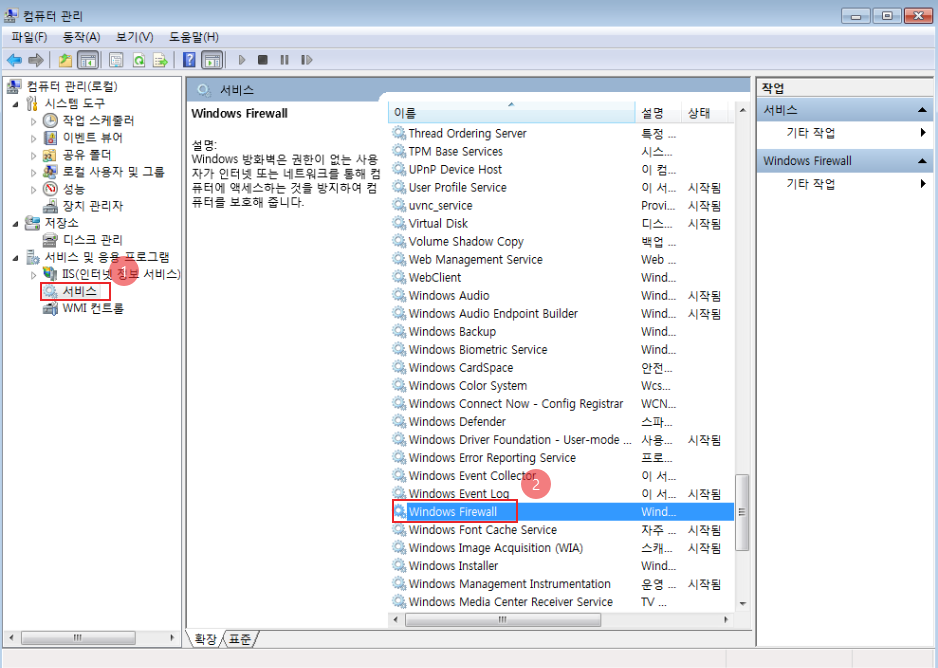 컴퓨터 관리
파일(F) 동작(A) 보기(V) 도움말(H)
컴퓨터 관리(로컬)
시스템 도구
작업 스케줄러
이벤트 뷰어
공유 폴더
로컬 사용자 및 그룹
성능
장치 관리자
저장소
디스크 관리
서비스 및 응용 프로그램
IIS(인터넷 정보 서비스)
1
서비스
WMI 컨트롤
서비스
Windows Firewall
설명:
Windows 방화벽은 권한이 없는 사용
자가 인터넷 또는 네트워크를 통해 컴
퓨터에 액세스하는 것을 방지하여 컴
퓨터를 보호해 줍니다.
이름 설명 상태
Thread Ordering Server 특정 ...
TPM Base Services 시스...
UPnP Device Host 이 컴...
User Profile Service 이 서... 시작됨
uvnc_service Provi... 시작됨
Virtual Disk 디스... 시작됨
Volume Shadow Copy 백업 ...
Web Management Service Web ...
WebClient Wind...
Windows Audio Wind... 시작됨
Windows Audio Endpoint Builder Wind... 시작됨
Windows Backup Wind...
Windows Biometric Service Wind...
Windows CardSpace 안전...
Windows Color System Wcs...
Windows Connect Now - Config Registrar WCN...
Windows Defender 스파...
Windows Driver Foundation - User-mode ... 사용... 시작됨
Windows Error Reporting Service 프로...
Windows Event Collector 이 서...
2
Windows Event Log 이 서... 시작됨
Windows Firewall Wind...
Windows Font Cache Service 자주 ... 시작됨
Windows Image Acquisition (WIA) 스캐... 시작됨
Windows Installer Wind...
Windows Management Instrumentation 운영 ... 시작됨
Windows Media Center Receiver Service TV ...
확장 표준
작업
서비스
기타 작업
Windows Firewall
기타 작업